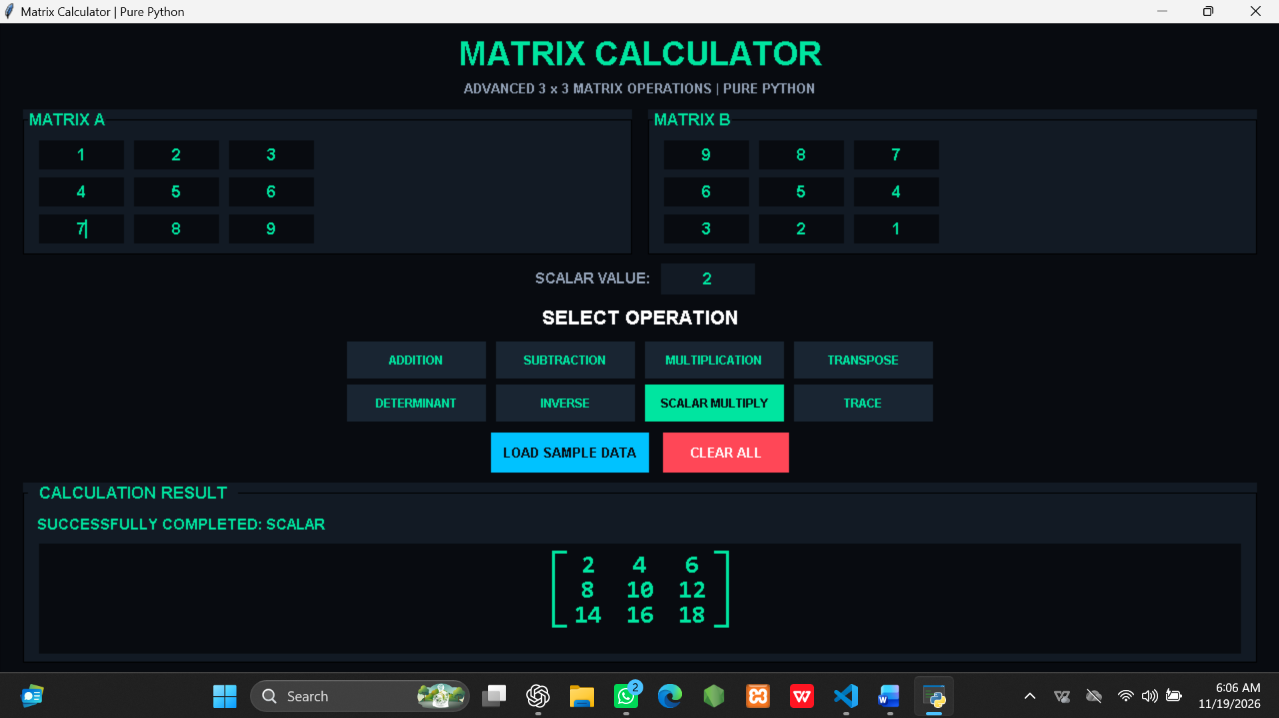 Matrix Calculator | Pure Python
MATRIX CALCULATOR
ADVANCED 3 x 3 MATRIX OPERATIONS | PURE PYTHON
MATRIX A
1 2 3
4 5 6
7 8 9
MATRIX B
9 8 7
6 5 4
3 2 1
SCALAR VALUE: 2
SELECT OPERATION
ADDITION SUBTRACTION MULTIPLICATION TRANSPOSE
DETERMINANT INVERSE SCALAR MULTIPLY TRACE
LOAD SAMPLE DATA CLEAR ALL
CALCULATION RESULT
SUCCESSFULLY COMPLETED: SCALAR
2 4 6
8 10 12
14 16 18
Search
2
6:06 AM
11/19/2026